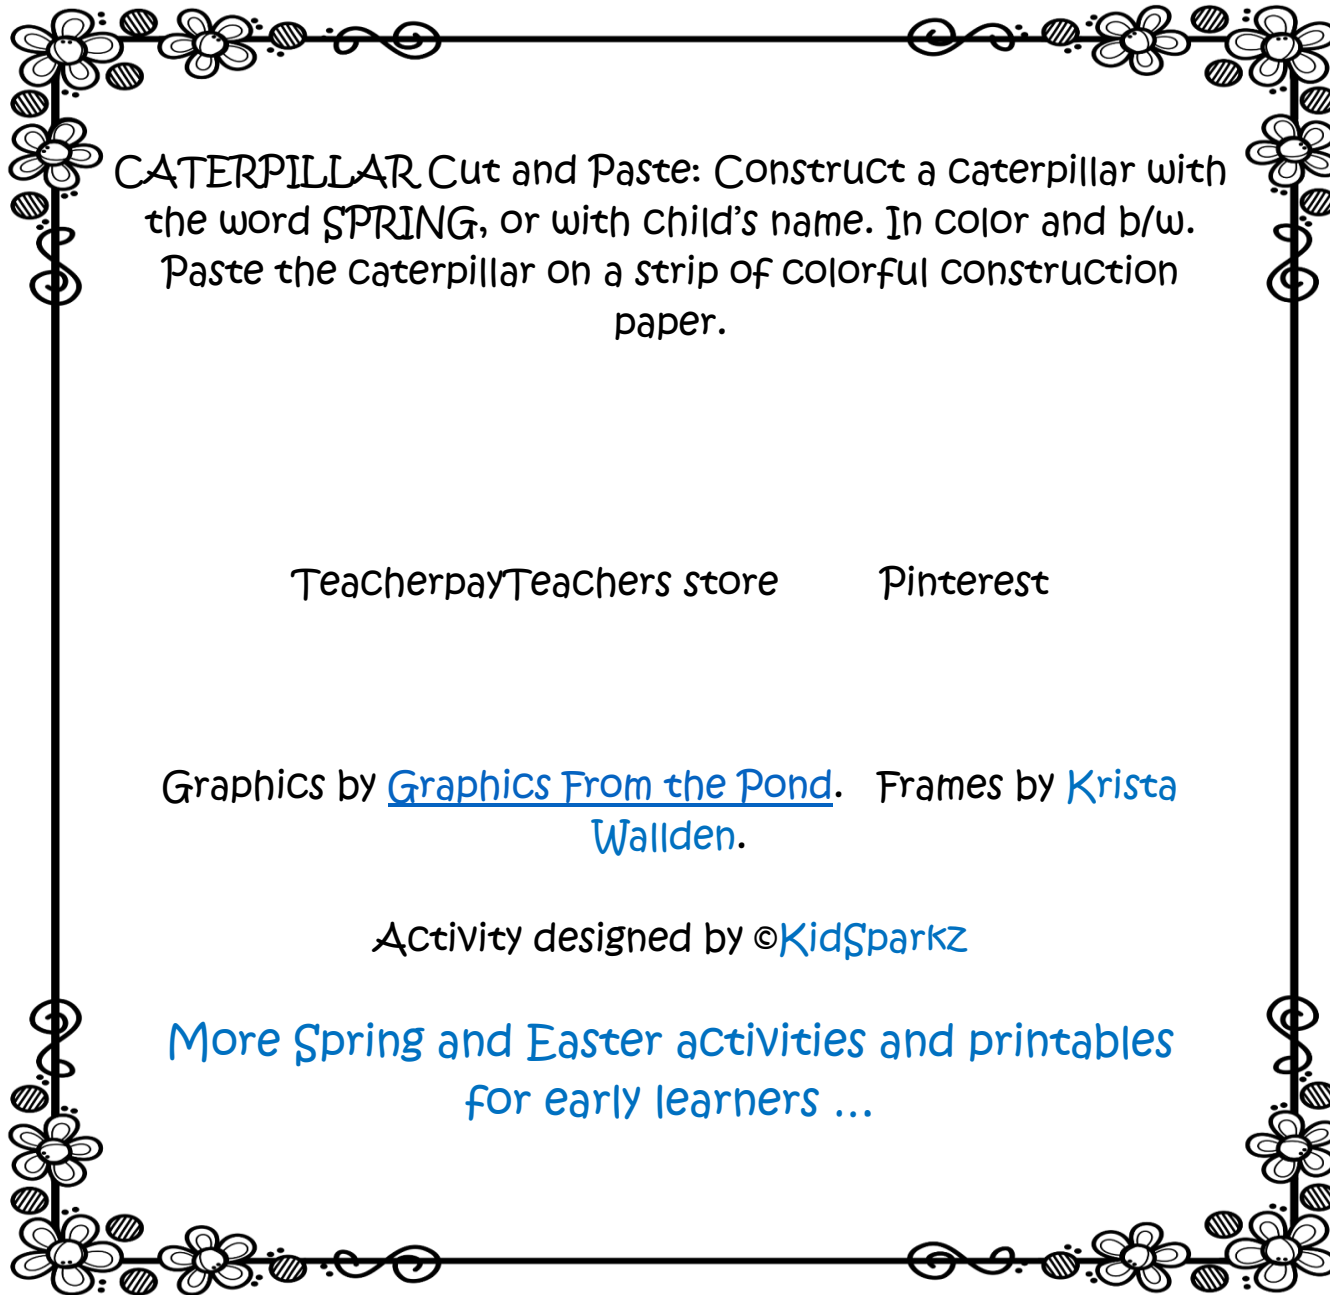 CATERPILLAR Cut and Paste: Construct a caterpillar with
the word SPRING, or with child's name. In color and b/w.
Paste the caterpillar on a strip of colorful construction
paper.
TeacherpayTeachers store Pinterest
Graphics by Graphics From the Pond. Frames by Krista
Wallden.
Activity designed by ©KidSparkz
More Spring and Easter activities and printables
for early learners ...